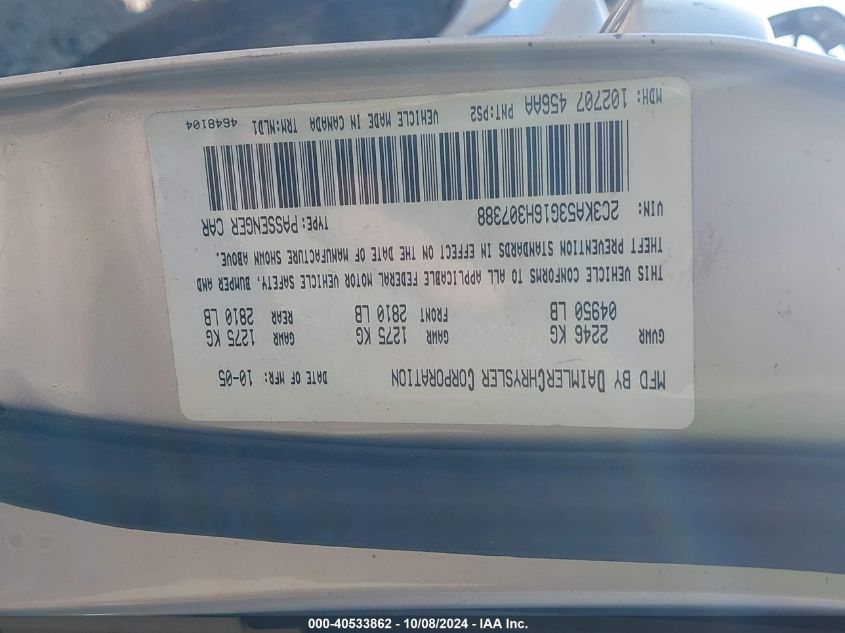 MFD BY DAIMLERCHRYSLER CORPORATION DATE OF MFR: 10-05
GVWR 2246 KG GAWR 1275 KG GAWR 1275 KG
04950 LB FRONT 2810 LB REAR 2810 LB
THIS VEHICLE CONFORMS TO ALL APPLICABLE FEDERAL MOTOR VEHICLE SAFETY, BUMPER AND
THEFT PREVENTION STANDARDS IN EFFECT ON THE DATE OF MANUFACTURE SHOWN ABOVE.
VIN: 2C3KA53G16H307388 TYPE: PASSENGER CAR
MDH: 102707 456AA PNT:PS2 VEHICLE MADE IN CANADA TRM:NLD1 4648104
000-40533862 - 10/08/2024 - IAA Inc.